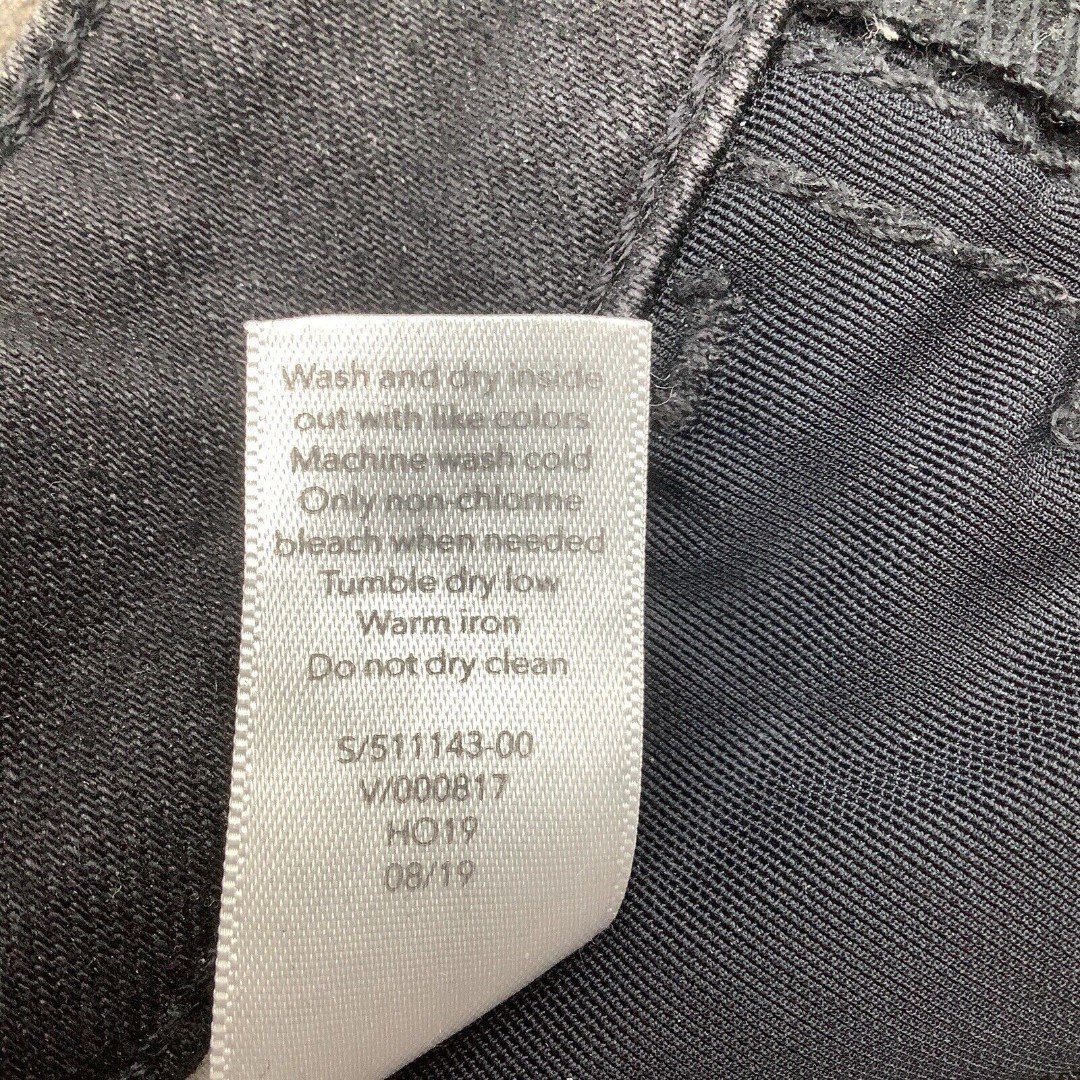 Wash and dry inside
out with like colors
Machine wash cold
Only non-chlorine
bleach when needed
Tumble dry low
Warm iron
Do not dry clean
S/511143-00
V/000817
HO19
08/19